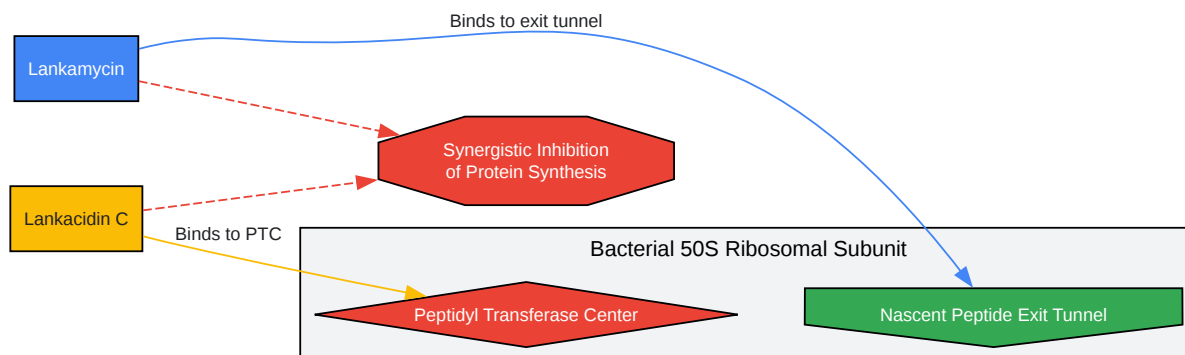 Binds to exit tunnel
Lankamycin
Synergistic Inhibition
of Protein Synthesis
Lankacidin C
Binds to PTC
Bacterial 50S Ribosomal Subunit
Peptidyl Transferase Center
Nascent Peptide Exit Tunnel